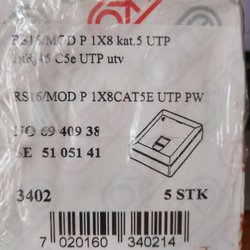 RS16/MOD P 1X8 kat.5 UTP
1xRJ45 C5e UTP utv
RS16/MOD P 1X8CAT5E UTP PW
NO 69 409 38
SE 51 051 41
3402
5 STK
7 020160 340214